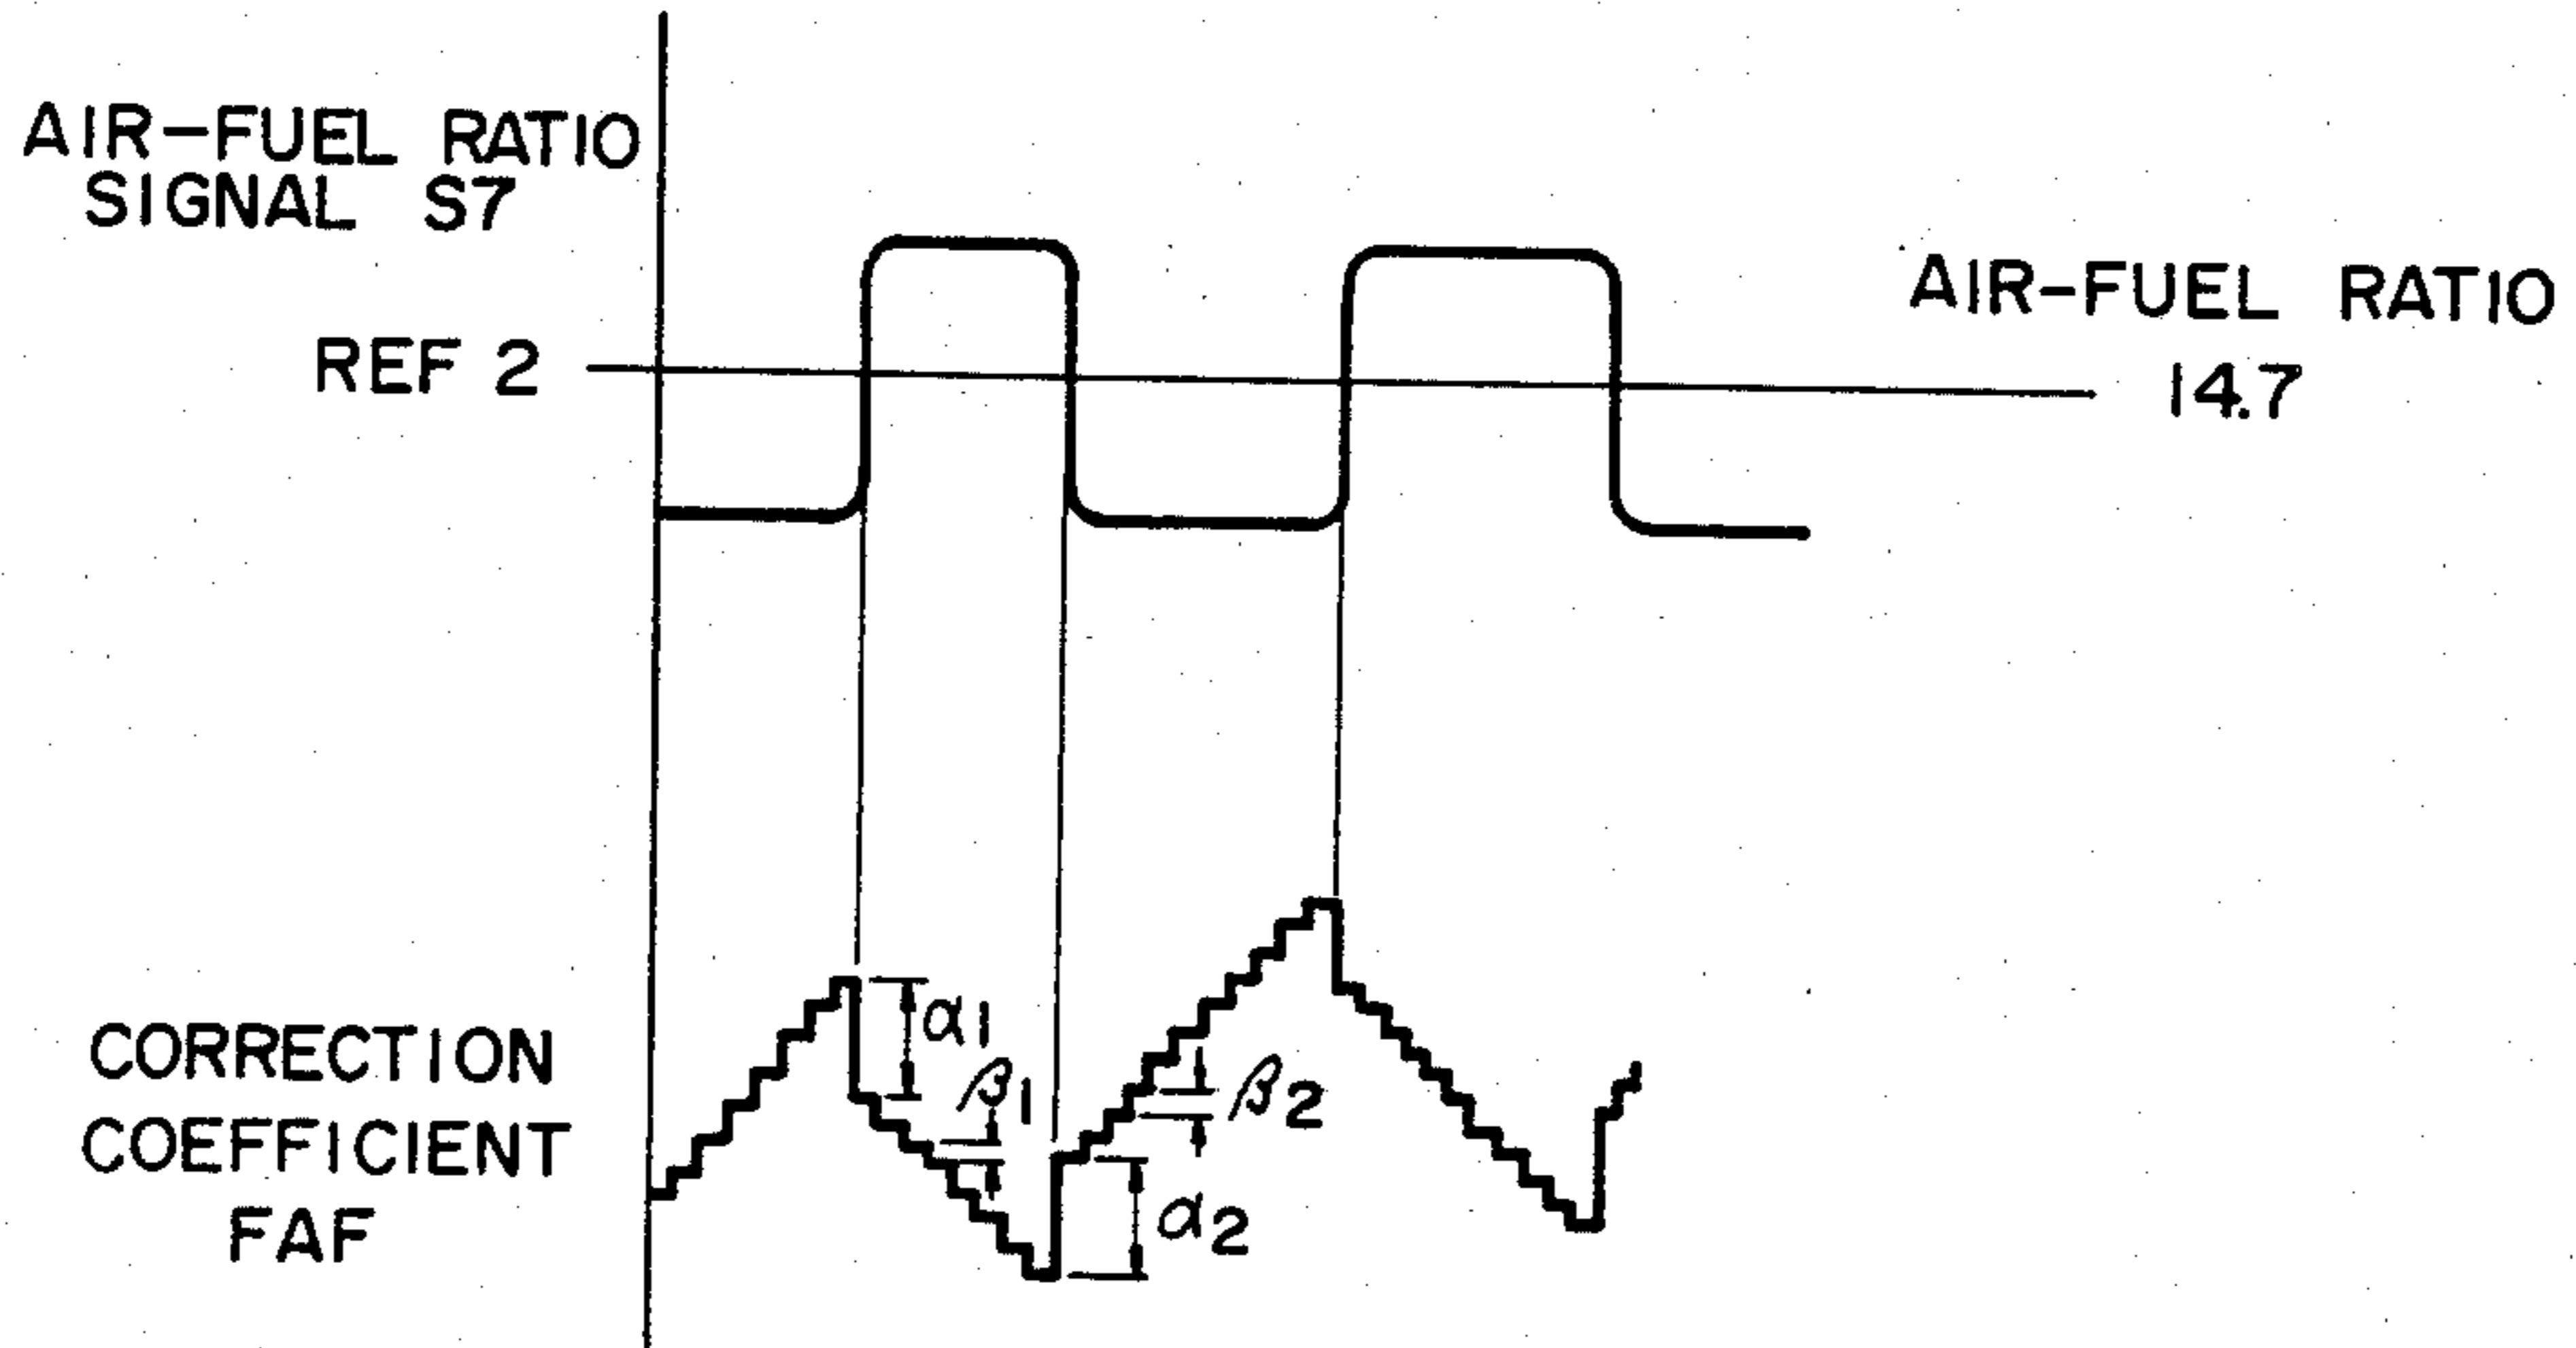 AIR-FUEL RATIO
SIGNAL S7
REF 2
AIR-FUEL RATIO
14.7
CORRECTION
COEFFICIENT
FAF
α1
β1
β2
α2